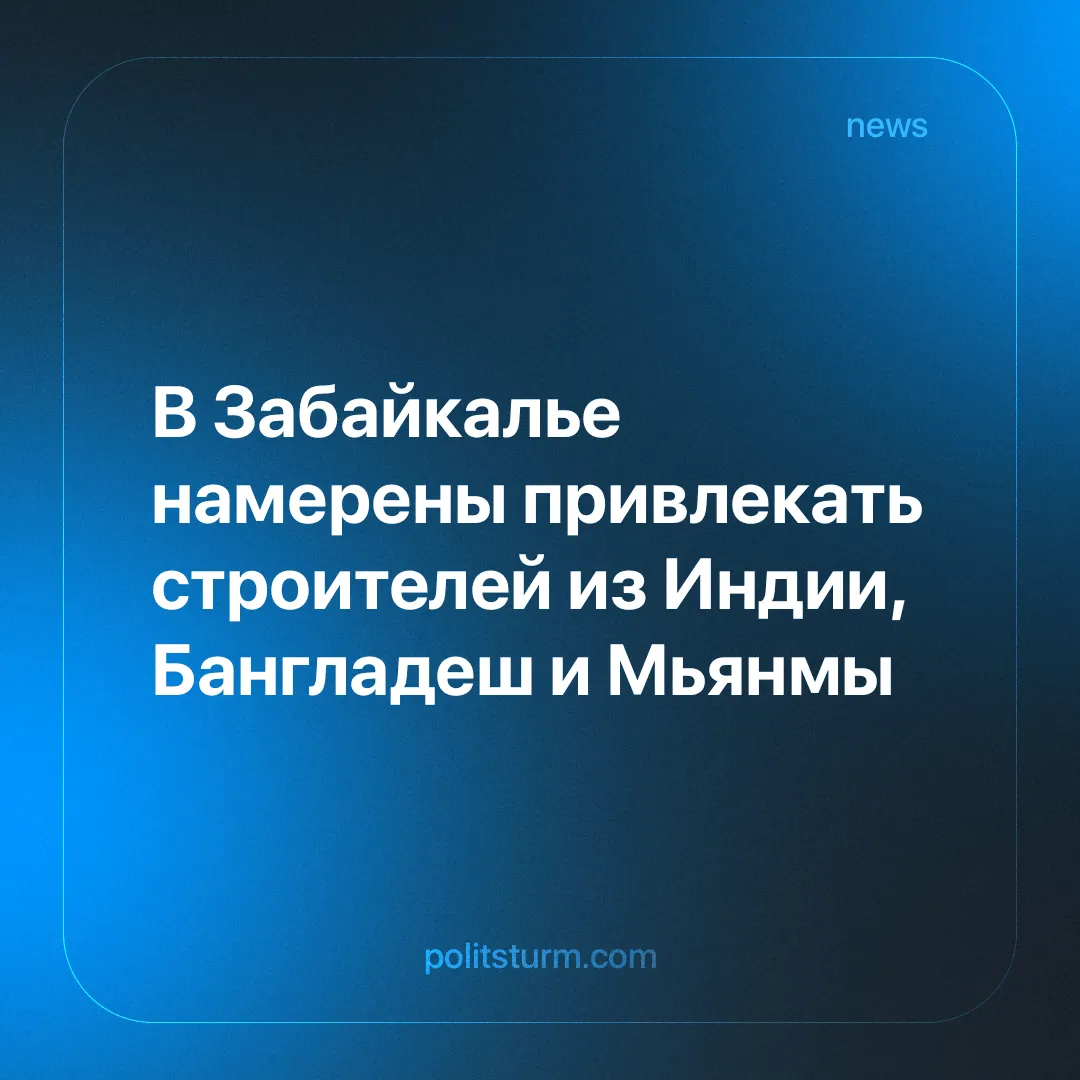 news
В Забайкалье
намерены привлекать
строителей из Индии,
Бангладеш и Мьянмы
politsturm.com